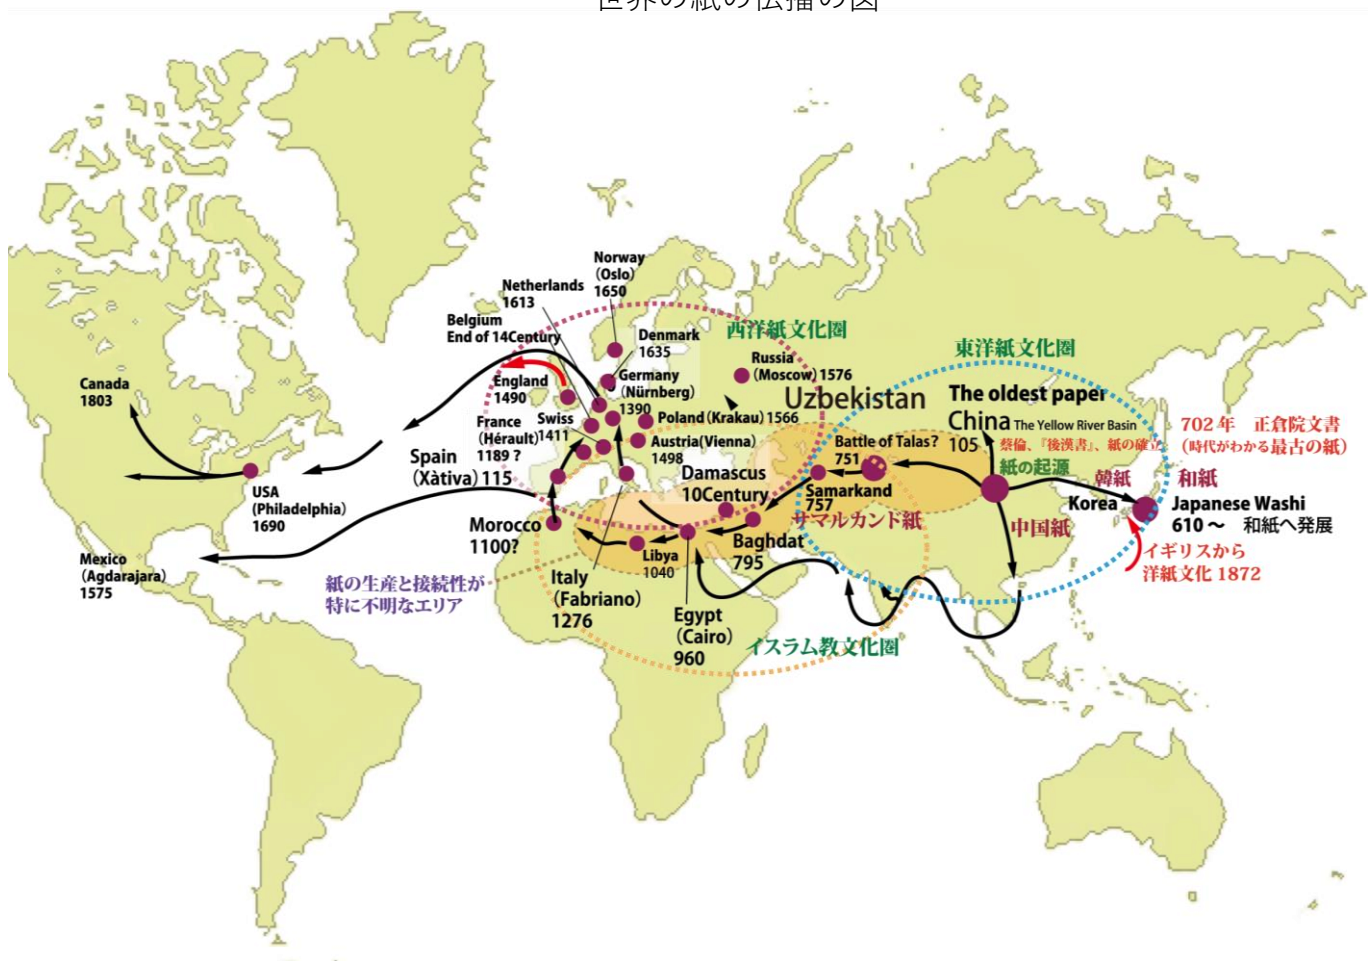 世界の紙の伝播の図
Norway
(Oslo)
1650
Netherlands
1613
Belgium
End of 14Century
Denmark
1635
西洋紙文化圏
東洋紙文化圏
Russia
(Moscow) 1576
England
1490
Germany
(Nürnberg)
1390
Canada
1803
Uzbekistan
The oldest paper
China The Yellow River Basin
105
蔡倫、『後漢書』、紙の確立
紙の起源
702年 正倉院文書
(時代がわかる最古の紙)
France
(Hérault)
1189 ?
Swiss
1411
Poland(Krakau) 1566
Austria(Vienna)
1498
Battle of Talas?
751
Spain
(Xàtiva) 115
Damascus
10Century
Samarkand
757
サマルカンド紙
韓紙
和紙
Korea
Japanese Washi
610 〜 和紙へ発展
中国紙
USA
(Philadelphia)
1690
Morocco
1100?
Libya
1040
Baghdat
795
イギリスから
洋紙文化 1872
Mexico
(Agdarajara)
1575
紙の生産と接続性が
特に不明なエリア
Italy
(Fabriano)
1276
Egypt
(Cairo)
960
イスラム教文化圏